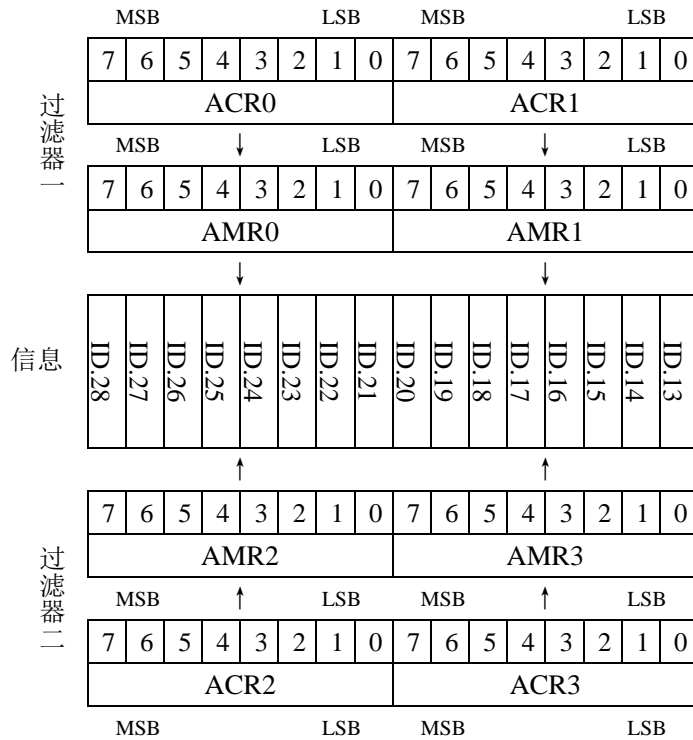 MSB LSB MSB LSB
7 6 5 4 3 2 1 0 7 6 5 4 3 2 1 0
ACR0 ACR1
过滤器一
MSB LSB MSB LSB
7 6 5 4 3 2 1 0 7 6 5 4 3 2 1 0
AMR0 AMR1
信息
ID.28 ID.27 ID.26 ID.25 ID.24 ID.23 ID.22 ID.21 ID.20 ID.19 ID.18 ID.17 ID.16 ID.15 ID.14 ID.13
7 6 5 4 3 2 1 0 7 6 5 4 3 2 1 0
AMR2 AMR3
过滤器二
MSB LSB MSB LSB
7 6 5 4 3 2 1 0 7 6 5 4 3 2 1 0
ACR2 ACR3
MSB LSB MSB LSB